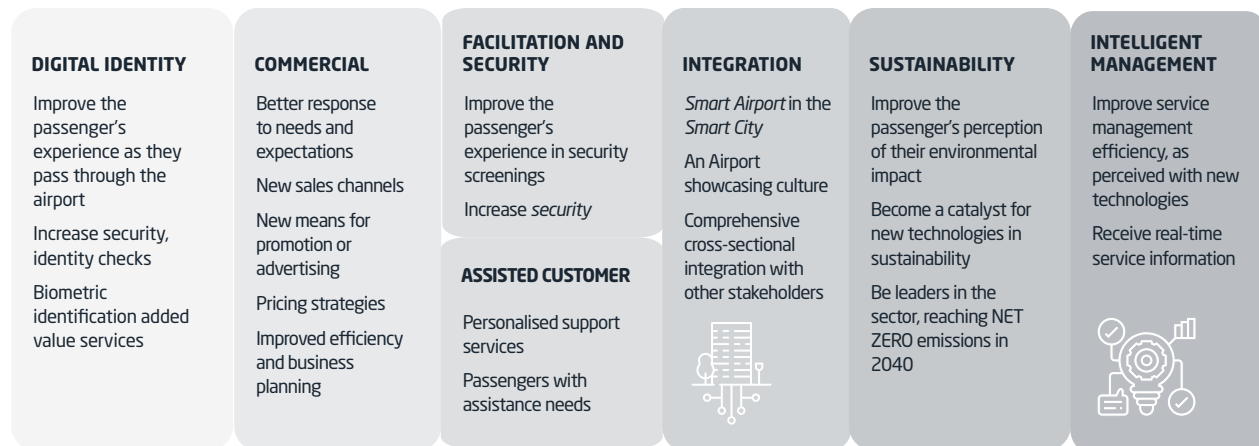 DIGITAL IDENTITY
Improve the
passenger's
experience as they
pass through the
airport
Increase security,
identity checks
Biometric
identification added
value services
COMMERCIAL
Better response
to needs and
expectations
New sales channels
New means for
promotion or
advertising
Pricing strategies
Improved efficiency
and business
planning
FACILITATION AND
SECURITY
Improve the
passenger's
experience in security
screenings
Increase security
ASSISTED CUSTOMER
Personalised support
services
Passengers with
assistance needs
INTEGRATION
Smart Airport in the
Smart City
An Airport
showcasing culture
Comprehensive
cross-sectional
integration with
other stakeholders
SUSTAINABILITY
Improve the
passenger's perception
of their environmental
impact
Become a catalyst for
new technologies in
sustainability
Be leaders in the
sector, reaching NET
ZERO emissions in
2040
INTELLIGENT
MANAGEMENT
Improve service
management
efficiency, as
perceived with new
technologies
Receive real-time
service information